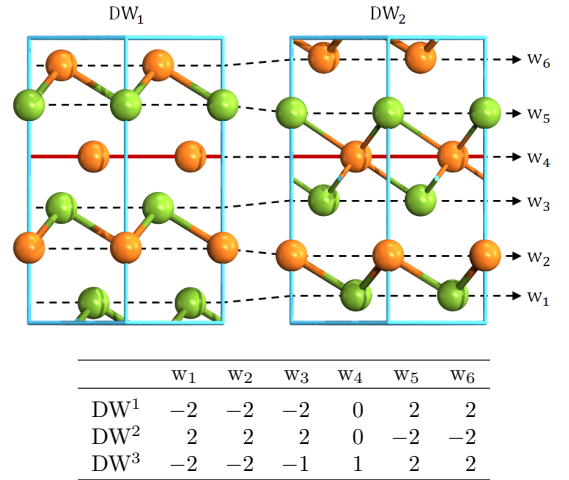 DW₁ DW₂
w₆
w₅
w₄
w₃
w₂
w₁
w₁ w₂ w₃ w₄ w₅ w₆
DW¹ −2 −2 −2 0 2 2
DW² 2 2 2 0 −2 −2
DW³ −2 −2 −1 1 2 2